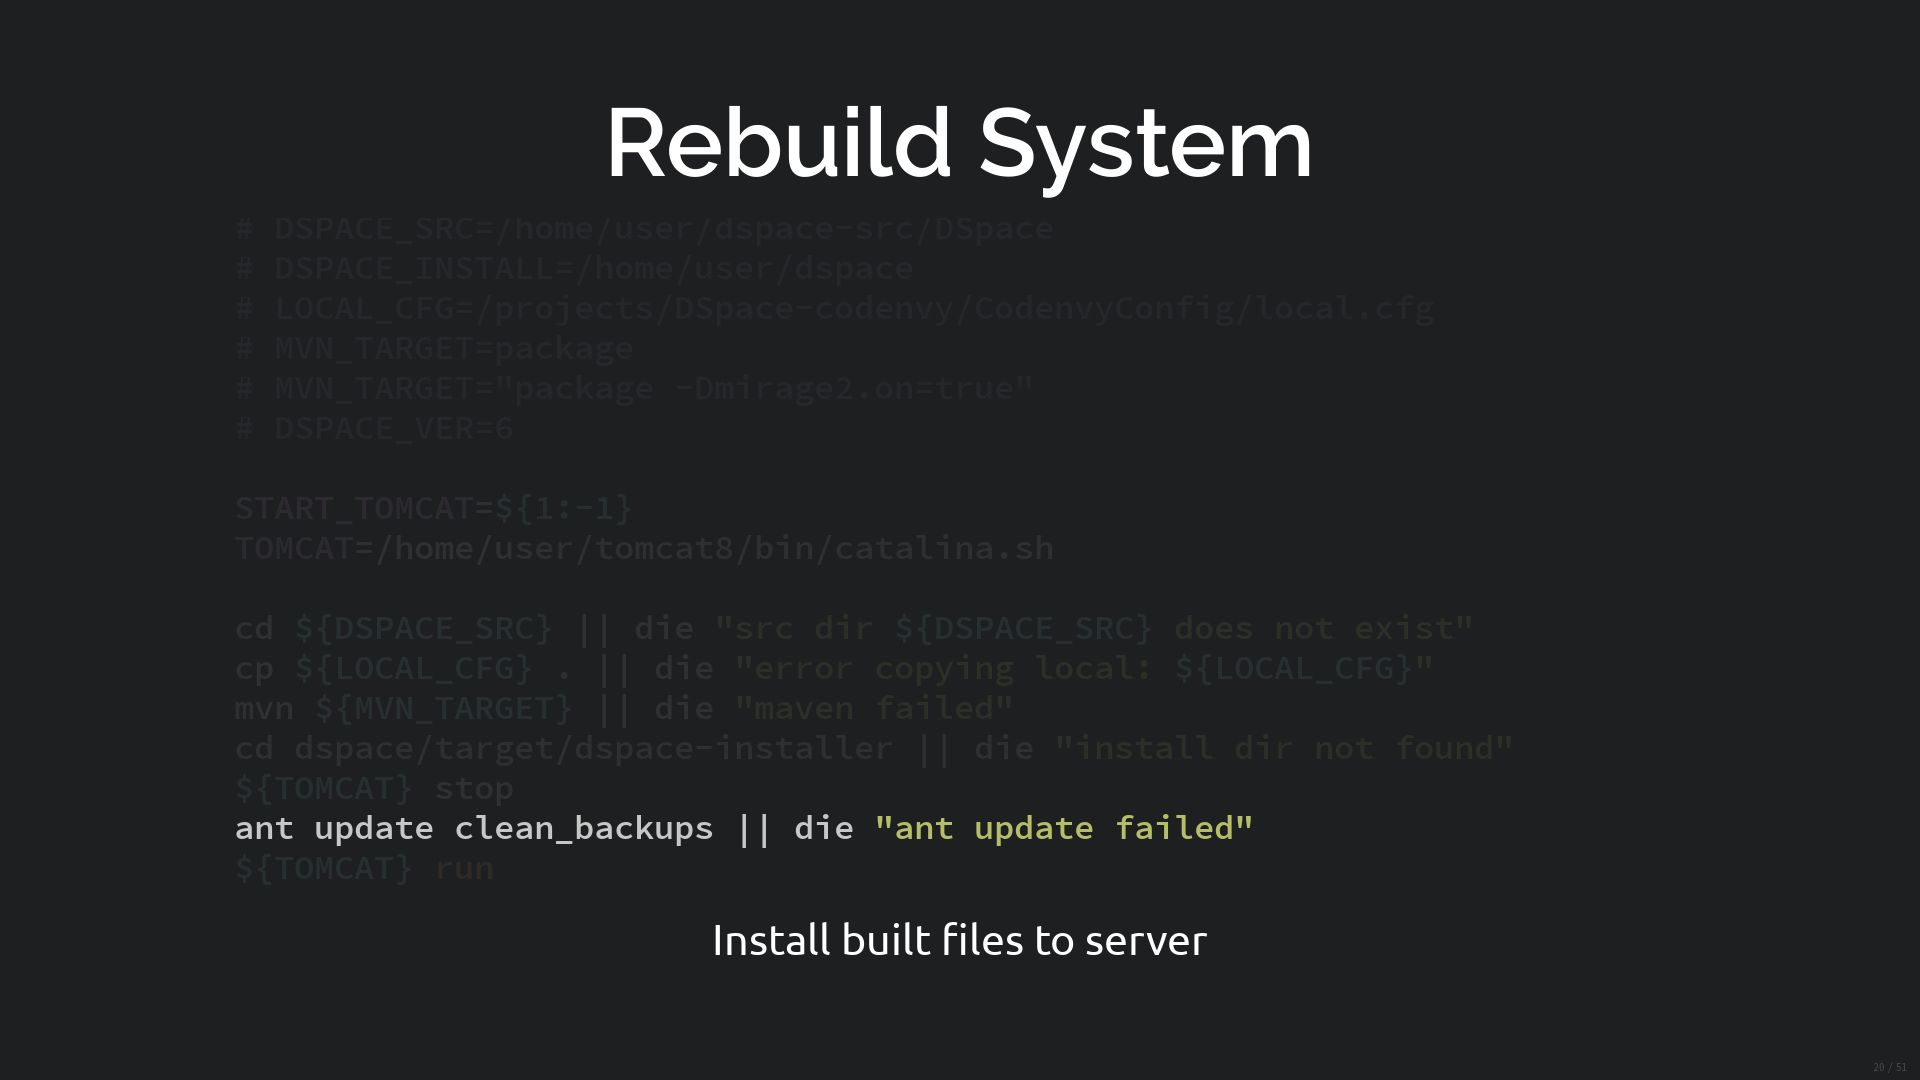 Rebuild System
# DSPACE_SRC=/home/user/dspace-src/DSpace
# DSPACE_INSTALL=/home/user/dspace
# LOCAL_CFG=/projects/DSpace-codenvy/CodenvyConfig/local.cfg
# MVN_TARGET=package
# MVN_TARGET="package -Dmirage2.on=true"
# DSPACE_VER=6
START_TOMCAT=${1:-1}
TOMCAT=/home/user/tomcat8/bin/catalina.sh
cd ${DSPACE_SRC} || die "src dir ${DSPACE_SRC} does not exist"
cp ${LOCAL_CFG} . || die "error copying local: ${LOCAL_CFG}"
mvn ${MVN_TARGET} || die "maven failed"
cd dspace/target/dspace-installer || die "install dir not found"
${TOMCAT} stop
ant update clean_backups || die "ant update failed"
${TOMCAT} run
Install built files to server
20 / 51